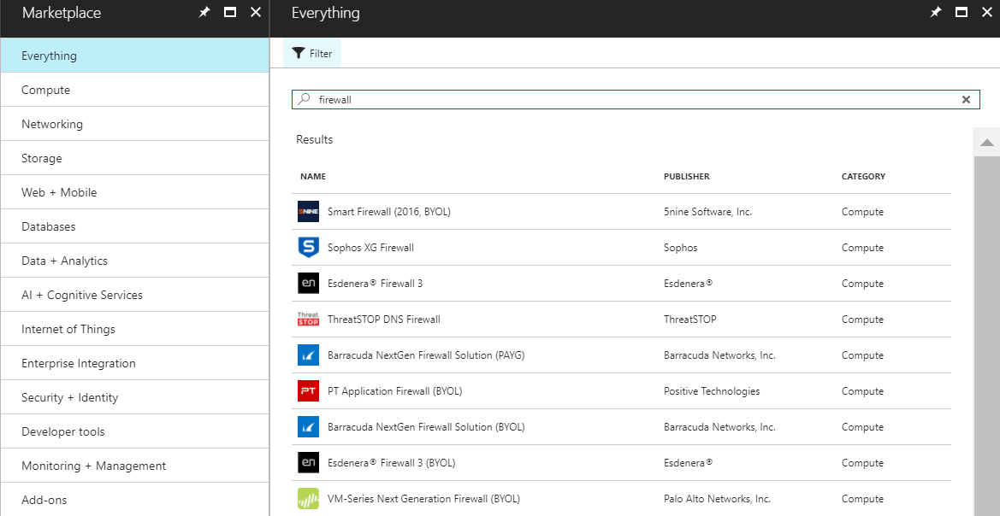 Marketplace
Everything
Compute
Networking
Storage
Web + Mobile
Databases
Data + Analytics
AI + Cognitive Services
Internet of Things
Enterprise Integration
Security + Identity
Developer tools
Monitoring + Management
Add-ons
Everything
Filter
firewall
Results
NAME PUBLISHER CATEGORY
5NINE Smart Firewall (2016, BYOL) 5nine Software, Inc. Compute
S Sophos XG Firewall Sophos Compute
en Esdenera® Firewall 3 Esdenera® Compute
Threat STOP ThreatSTOP DNS Firewall ThreatSTOP Compute
Barracuda NextGen Firewall Solution (PAYG) Barracuda Networks, Inc. Compute
PT PT Application Firewall (BYOL) Positive Technologies Compute
Barracuda NextGen Firewall Solution (BYOL) Barracuda Networks, Inc. Compute
en Esdenera® Firewall 3 (BYOL) Esdenera® Compute
VM-Series Next Generation Firewall (BYOL) Palo Alto Networks, Inc. Compute